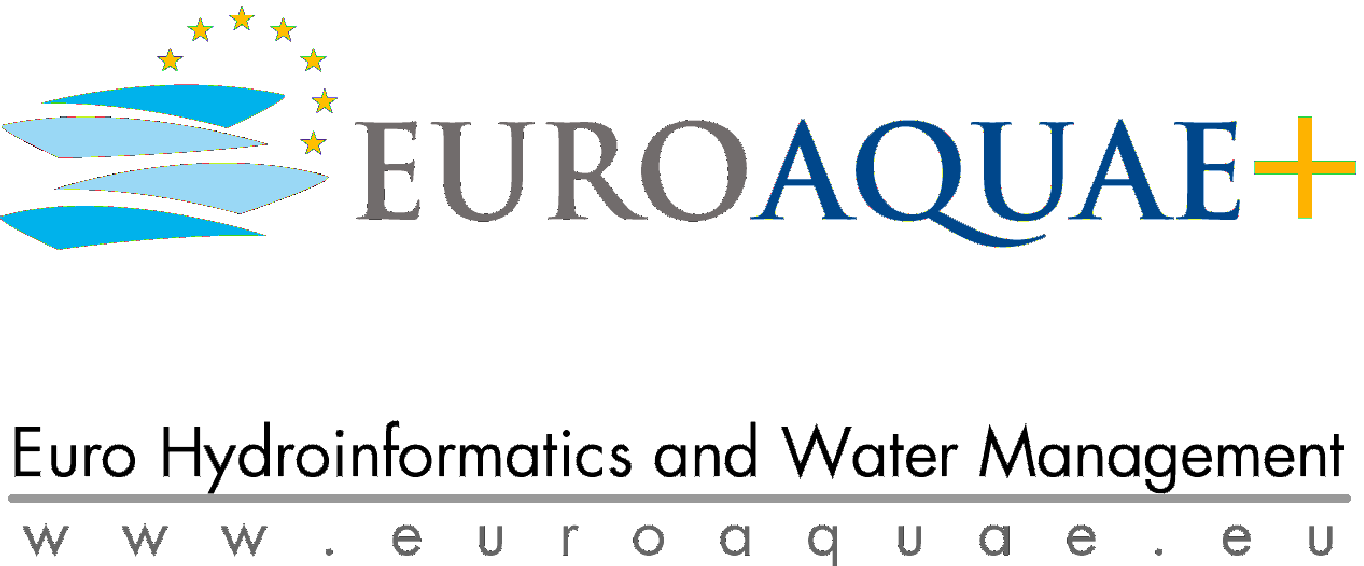 EUROAQUAE+
Euro Hydroinformatics and Water Management
www.euroaquae.eu